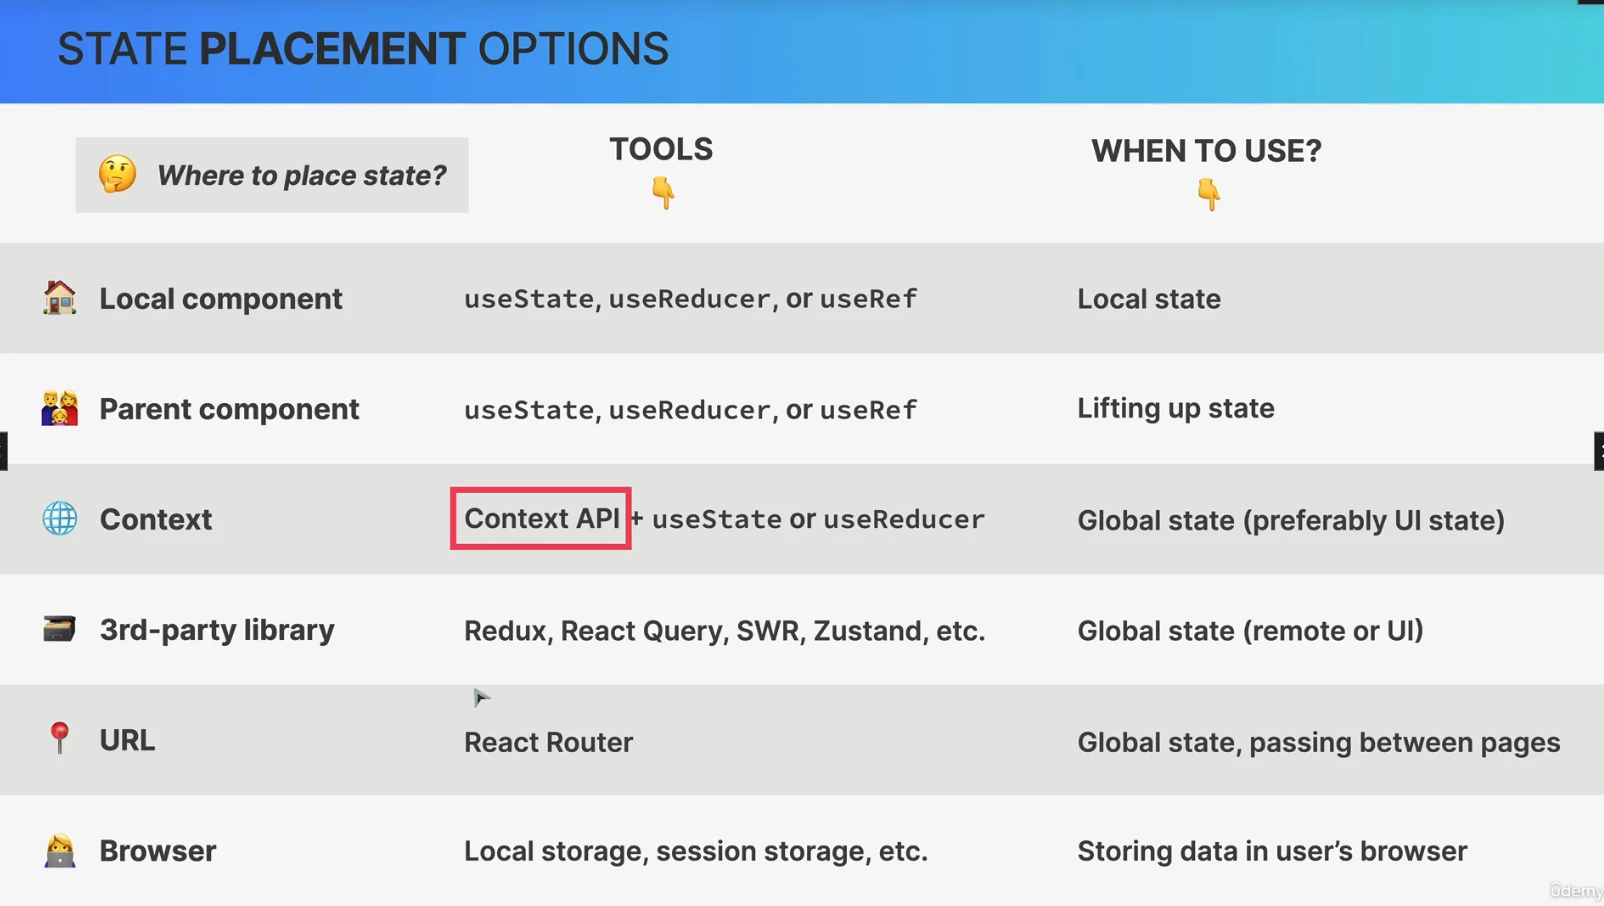 STATE PLACEMENT OPTIONS
Where to place state?
TOOLS
WHEN TO USE?
Local component
useState, useReducer, or useRef
Local state
Parent component
useState, useReducer, or useRef
Lifting up state
Context
Context API + useState or useReducer
Global state (preferably UI state)
3rd-party library
Redux, React Query, SWR, Zustand, etc.
Global state (remote or UI)
URL
React Router
Global state, passing between pages
Browser
Local storage, session storage, etc.
Storing data in user’s browser
ûdemy